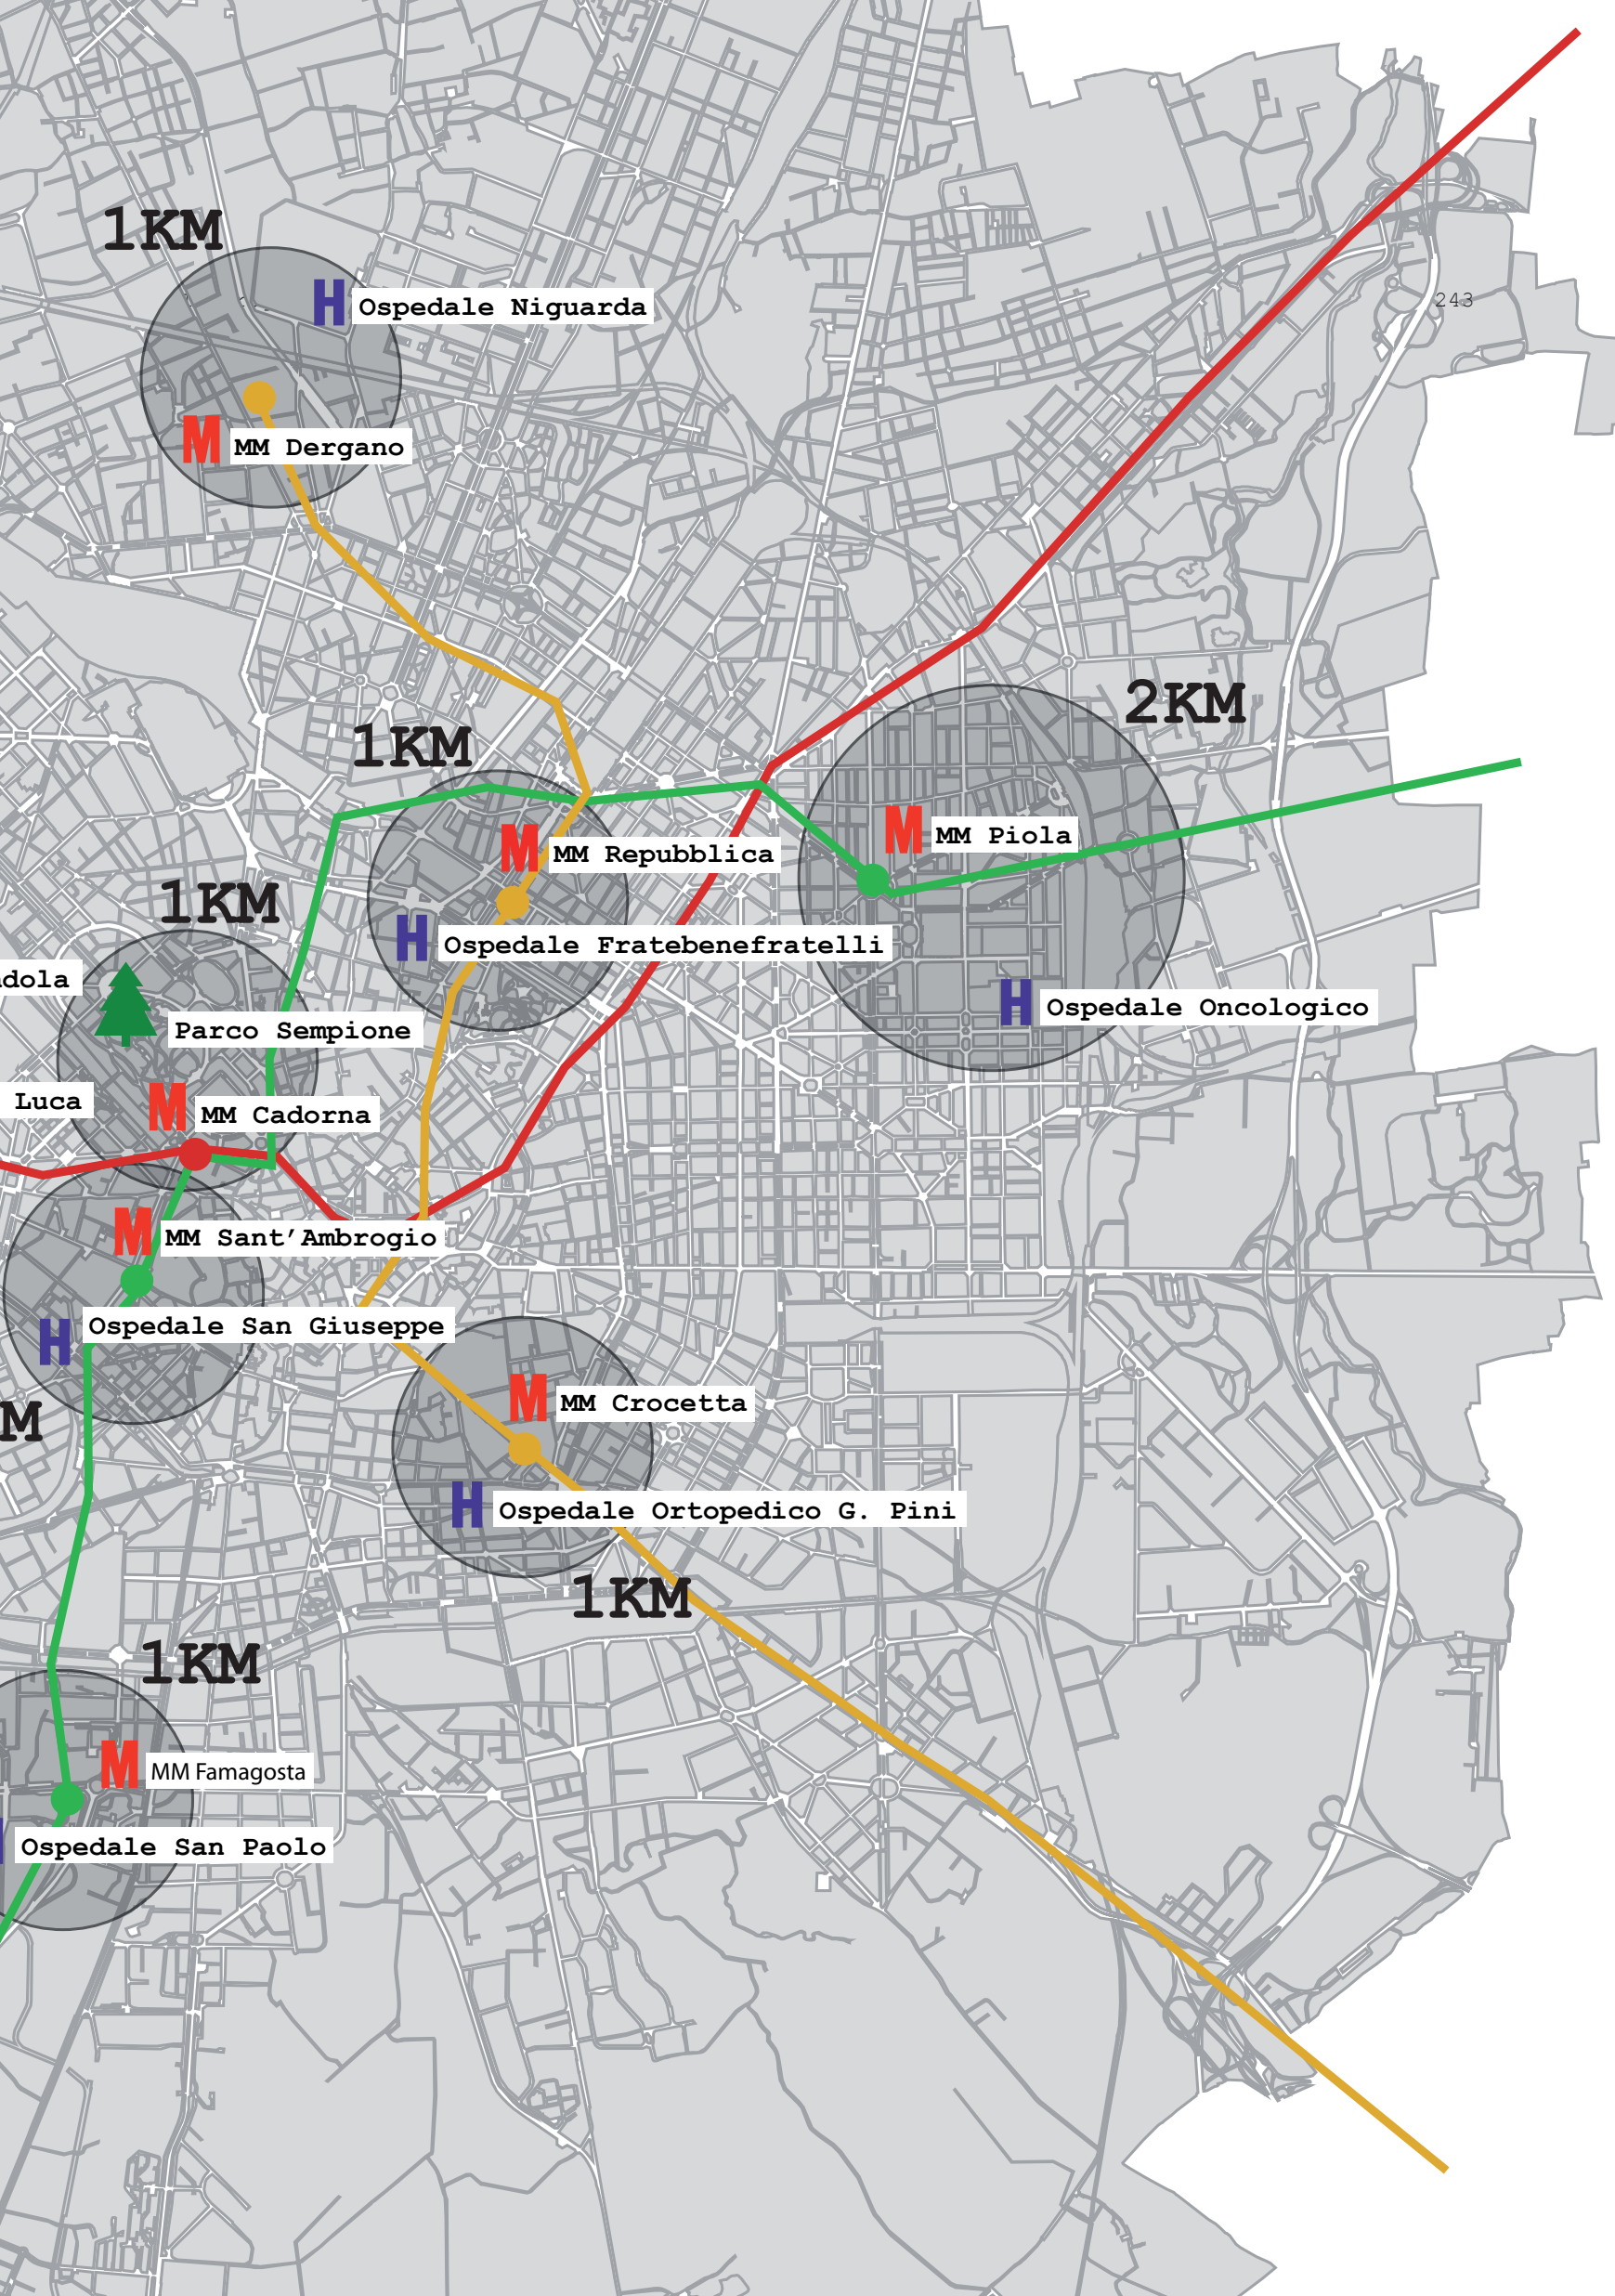 1KM
H Ospedale Niguarda
243
M MM Dergano
2KM
1KM
M MM Piola
M MM Repubblica
1KM
H Ospedale Fratebenefratelli
dola
H Ospedale Oncologico
Parco Sempione
Luca
M MM Cadorna
M MM Sant’Ambrogio
H Ospedale San Giuseppe
M MM Crocetta
M
H Ospedale Ortopedico G. Pini
1KM
1KM
M MM Famagosta
Ospedale San Paolo